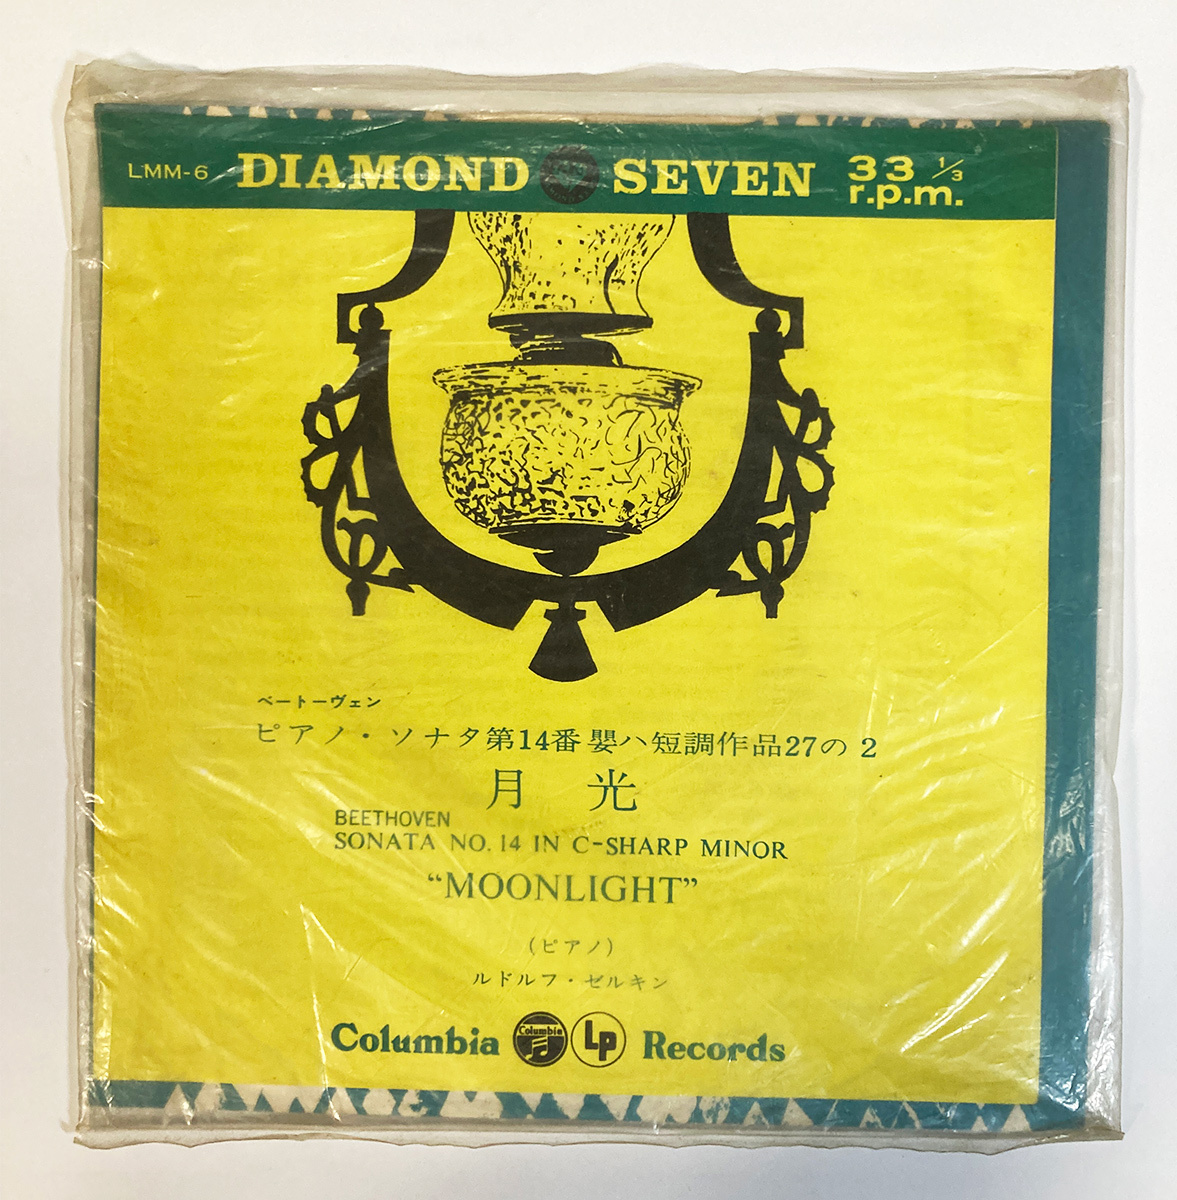 LMM-6 DIAMOND SEVEN 33 1/3 r.p.m.
ベートーヴェン
ピアノ・ソナタ第14番 嬰ハ短調作品27の 2
月 光
BEETHOVEN
SONATA NO. 14 IN C-SHARP MINOR
“MOONLIGHT”
(ピアノ)
ルドルフ・ゼルキン
Columbia Columbia LP Records